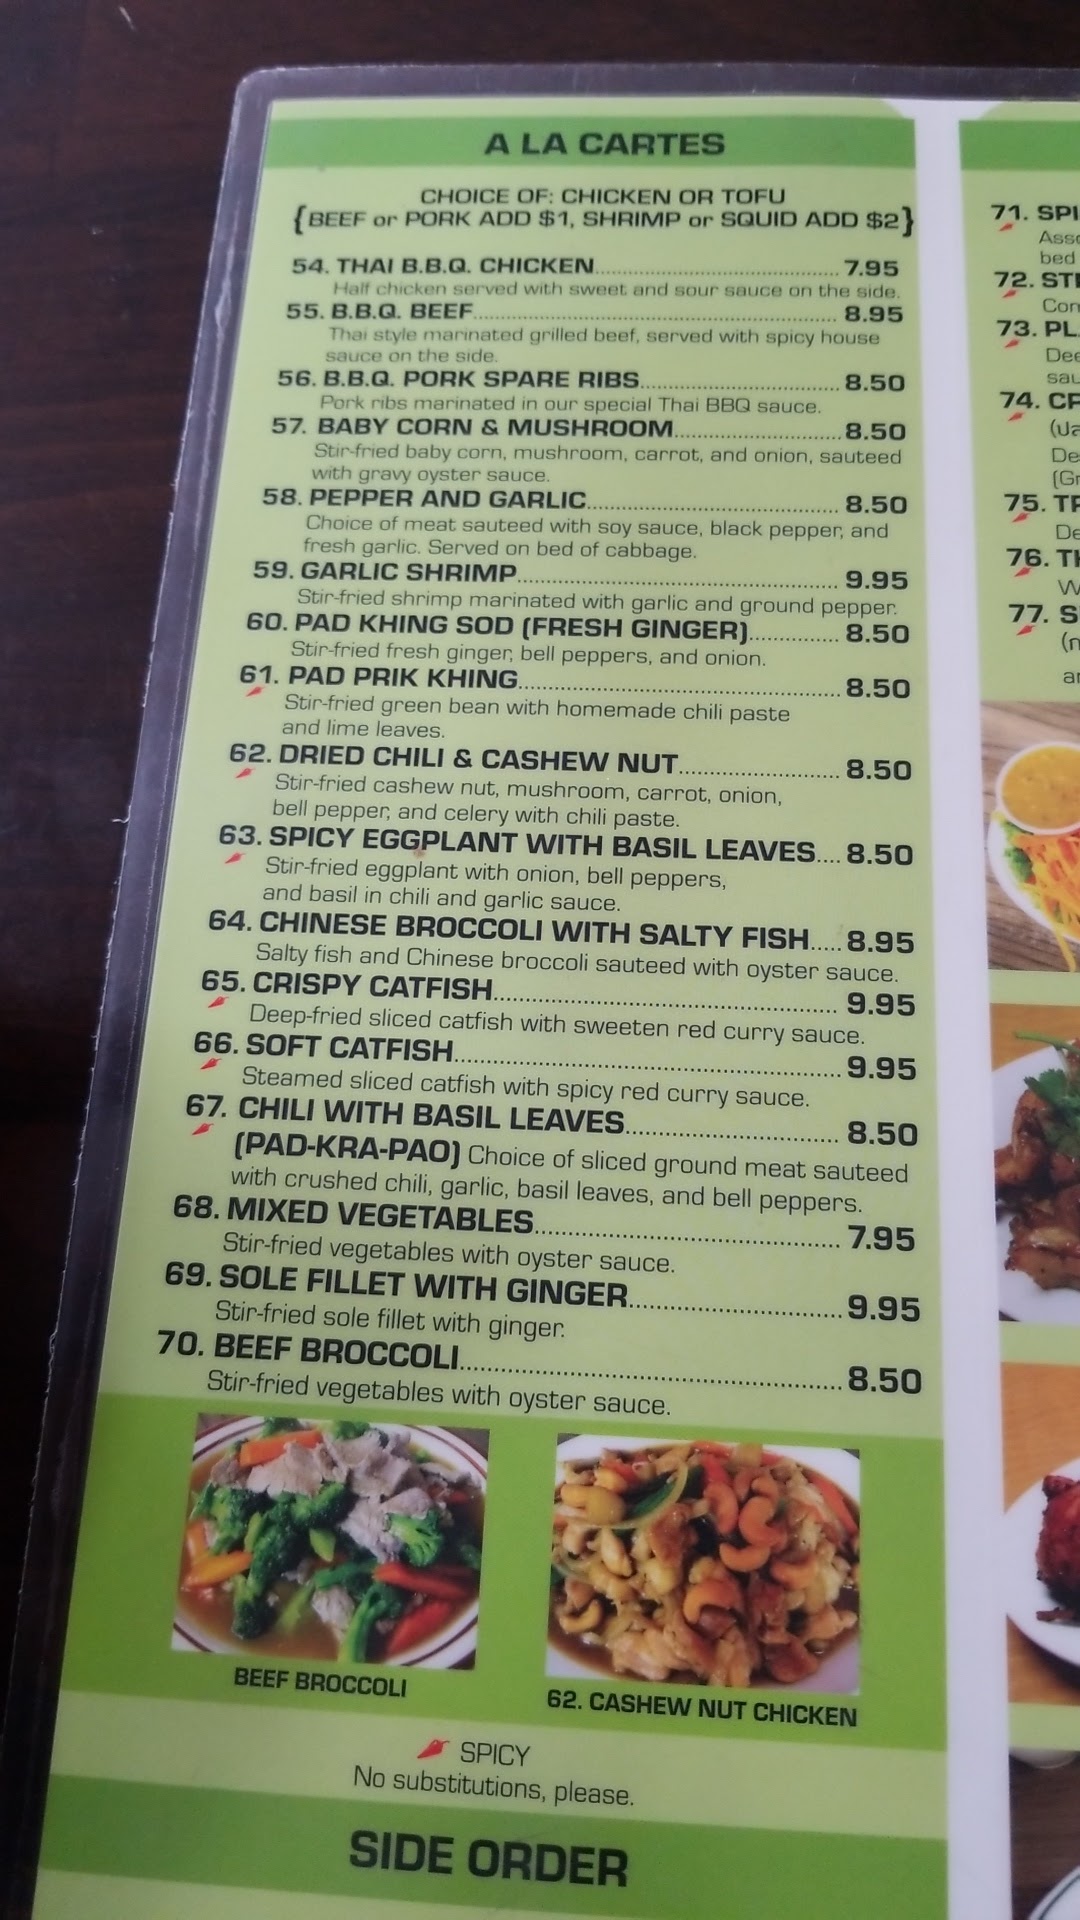 A LA CARTES
CHOICE OF: CHICKEN OR TOFU
{BEEF or PORK ADD $1, SHRIMP or SQUID ADD $2}
54. THAI B.B.Q. CHICKEN 7.95
Half chicken served with sweet and sour sauce on the side.
55. B.B.Q. BEEF 8.95
Thai style marinated grilled beef, served with spicy house
sauce on the side.
56. B.B.Q. PORK SPARE RIBS 8.50
Pork ribs marinated in our special Thai BBQ sauce.
57. BABY CORN & MUSHROOM 8.50
Stir-fried baby corn, mushroom, carrot, and onion, sauteed
with gravy oyster sauce.
58. PEPPER AND GARLIC 8.50
Choice of meat sauteed with soy sauce, black pepper, and
fresh garlic. Served on bed of cabbage.
59. GARLIC SHRIMP 9.95
Stir-fried shrimp marinated with garlic and ground pepper.
60. PAD KHING SOD (FRESH GINGER) 8.50
Stir-fried fresh ginger, bell peppers, and onion.
61. PAD PRIK KHING 8.50
Stir-fried green bean with homemade chili paste
and lime leaves.
62. DRIED CHILI & CASHEW NUT 8.50
Stir-fried cashew nut, mushroom, carrot, onion,
bell pepper, and celery with chili paste.
63. SPICY EGGPLANT WITH BASIL LEAVES 8.50
Stir-fried eggplant with onion, bell peppers,
and basil in chili and garlic sauce.
64. CHINESE BROCCOLI WITH SALTY FISH 8.95
Salty fish and Chinese broccoli sauteed with oyster sauce.
65. CRISPY CATFISH 9.95
Deep-fried sliced catfish with sweeten red curry sauce.
66. SOFT CATFISH 9.95
Steamed sliced catfish with spicy red curry sauce.
67. CHILI WITH BASIL LEAVES 8.50
(PAD-KRA-PAO) Choice of sliced ground meat sauteed
with crushed chili, garlic, basil leaves, and bell peppers.
68. MIXED VEGETABLES 7.95
Stir-fried vegetables with oyster sauce.
69. SOLE FILLET WITH GINGER 9.95
Stir-fried sole fillet with ginger.
70. BEEF BROCCOLI 8.50
Stir-fried vegetables with oyster sauce.
BEEF BROCCOLI
62. CASHEW NUT CHICKEN
SPICY
No substitutions, please.
SIDE ORDER
71.
bed
72.
73.
74.
75.
76.
77.